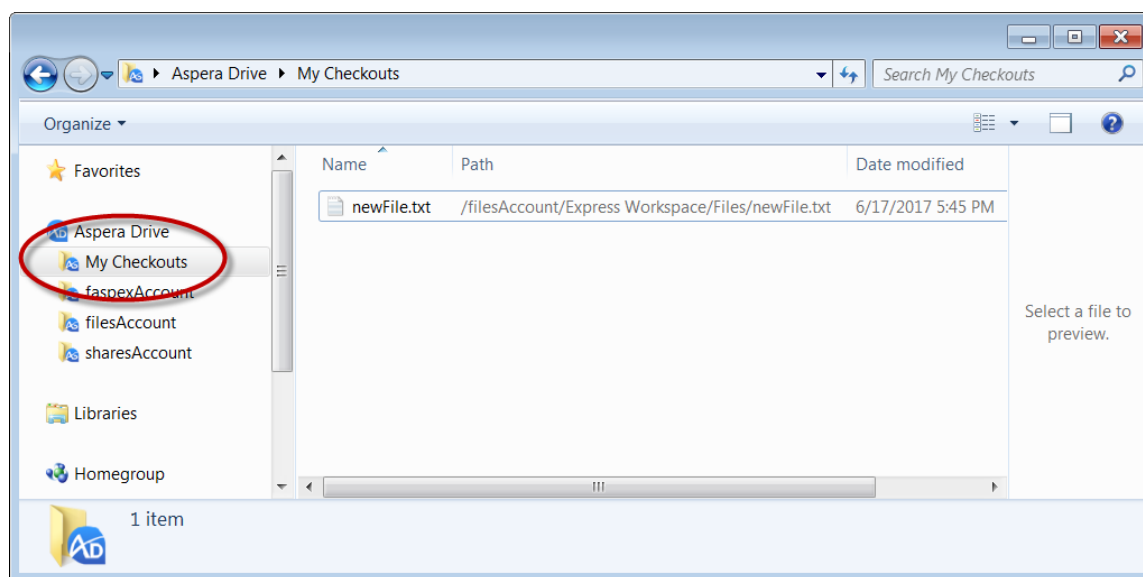 Aspera Drive My Checkouts
Search My Checkouts
Organize
Favorites
Aspera Drive
My Checkouts
faspexAccount
filesAccount
sharesAccount
Libraries
Homegroup
Name Path Date modified
newFile.txt /filesAccount/Express Workspace/Files/newFile.txt 6/17/2017 5:45 PM
Select a file to
preview.
1 item
AD